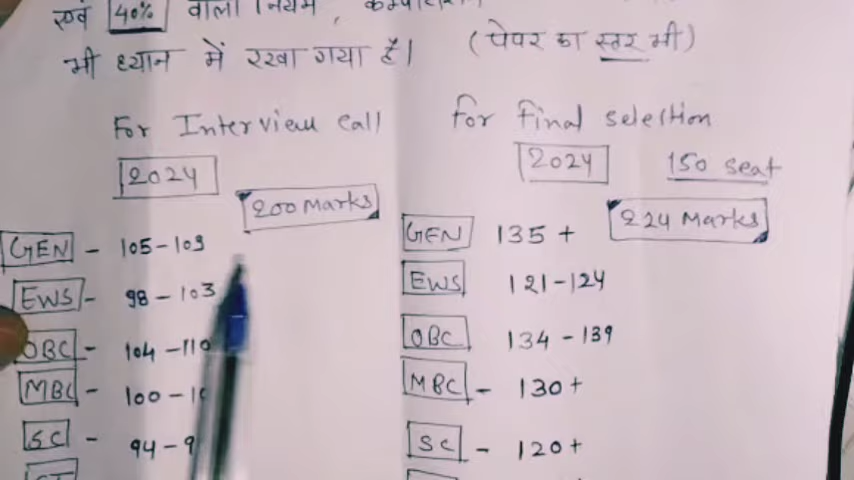 एवं 40% वाला नियम,
भी ध्यान में रखा गया है। (पेपर का स्तर भी)
For Interview call
2024
200 Marks
GEN - 105-109
EWS - 98-103
OBC - 104-110
MBC - 100-
SC - 94-9
For Final selection
2024 150 seat
224 Marks
GEN 135 +
EWS 121-124
OBC 134-139
MBC - 130+
SC - 120+